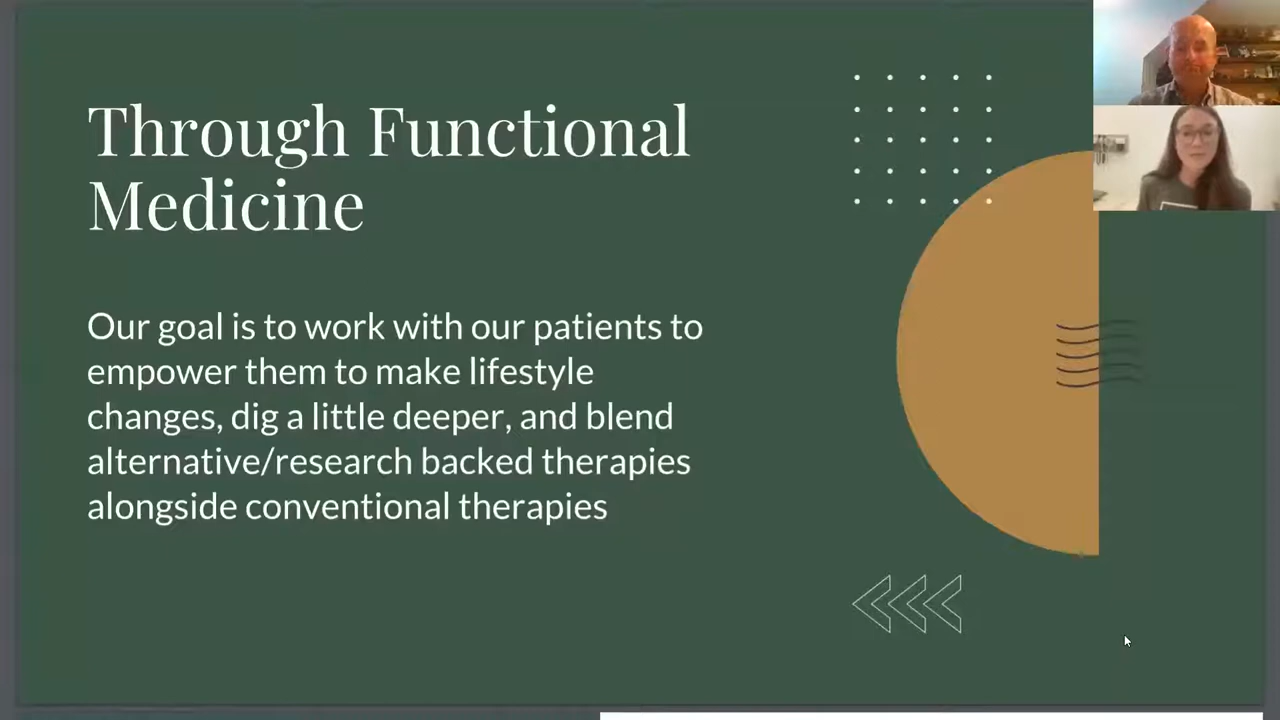 Through Functional
Medicine
Our goal is to work with our patients to
empower them to make lifestyle
changes, dig a little deeper, and blend
alternative/research backed therapies
alongside conventional therapies